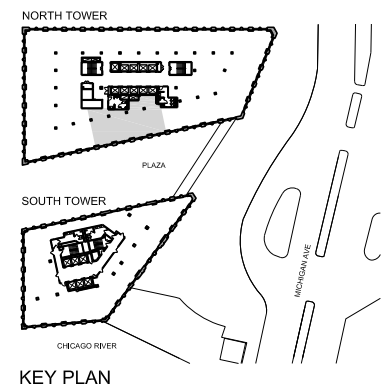 NORTH TOWER
PLAZA
SOUTH TOWER
MICHIGAN AVE
CHICAGO RIVER
KEY PLAN